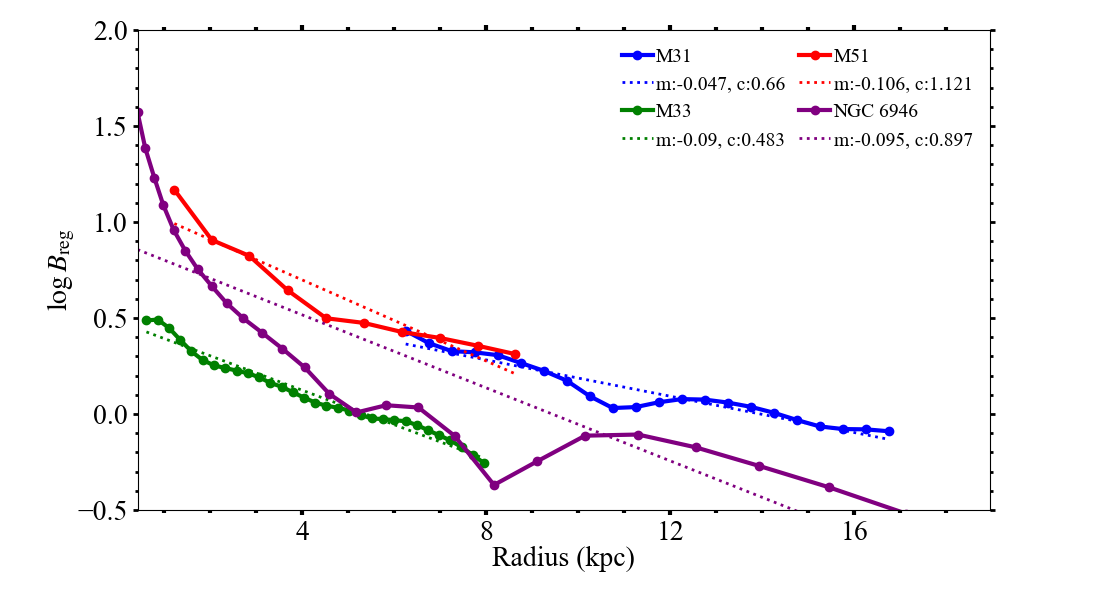 2.0
1.5
1.0
0.5
0.0
−0.5
log B_reg
4 8 12 16
Radius (kpc)
M31 M51
m:-0.047, c:0.66 m:-0.106, c:1.121
M33 NGC 6946
m:-0.09, c:0.483 m:-0.095, c:0.897